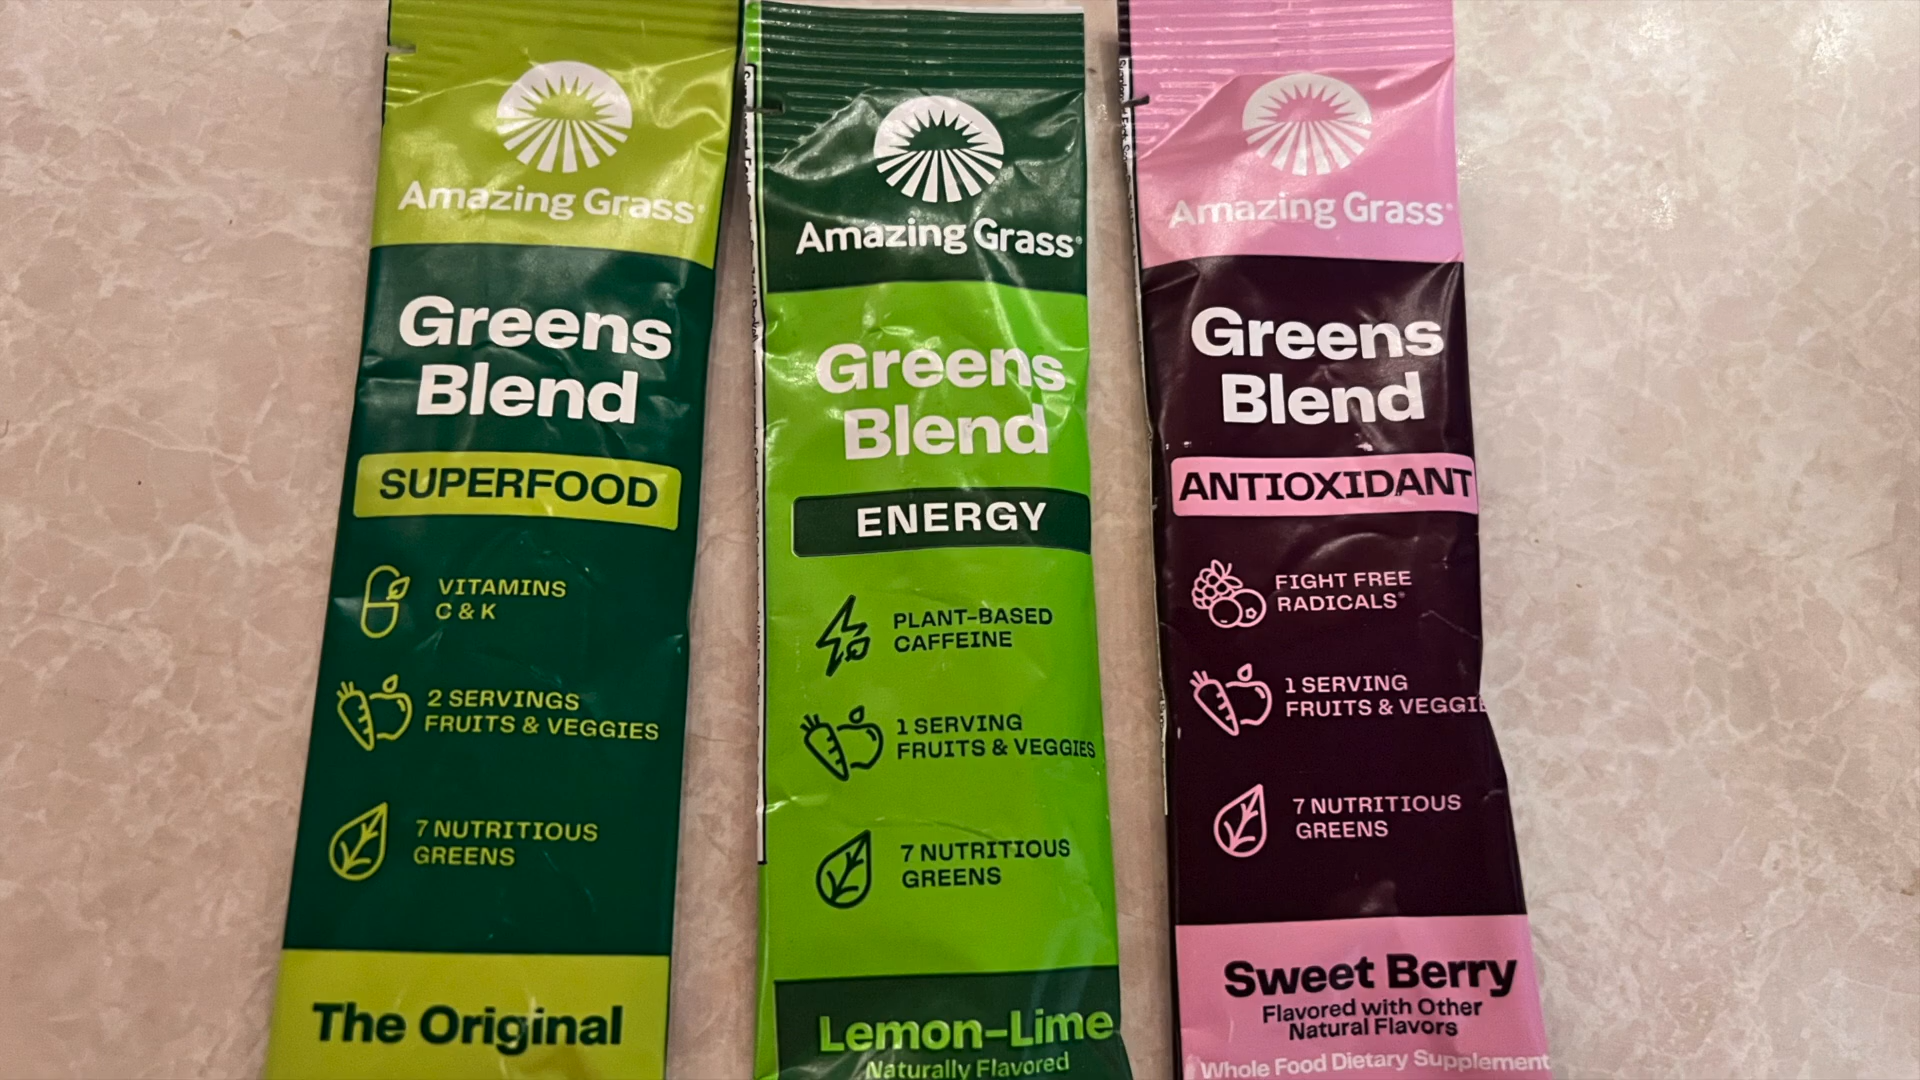 Amazing Grass
Greens
Blend
SUPERFOOD
VITAMINS
C & K
2 SERVINGS
FRUITS & VEGGIES
7 NUTRITIOUS
GREENS
The Original
Amazing Grass®
Greens
Blend
ENERGY
PLANT-BASED
CAFFEINE
1 SERVING
FRUITS & VEGGIES
7 NUTRITIOUS
GREENS
Lemon-Lime
Naturally Flavored
Amazing Grass®
Greens
Blend
ANTIOXIDANT
FIGHT FREE
RADICALS*
1 SERVING
FRUITS & VEGGIE
7 NUTRITIOUS
GREENS
Sweet Berry
Flavored with Other
Natural Flavors
Whole Food Dietary Supplement